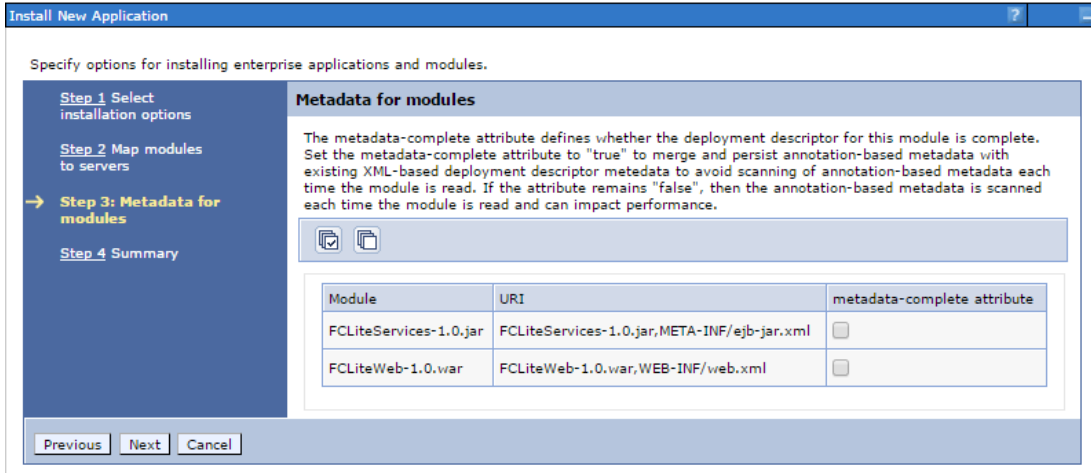 Install New Application
?
Specify options for installing enterprise applications and modules.
Step 1 Select
installation options
Step 2 Map modules
to servers
Step 3: Metadata for
modules
Step 4 Summary
Metadata for modules
The metadata-complete attribute defines whether the deployment descriptor for this module is complete.
Set the metadata-complete attribute to "true" to merge and persist annotation-based metadata with
existing XML-based deployment descriptor metedata to avoid scanning of annotation-based metadata each
time the module is read. If the attribute remains "false", then the annotation-based metadata is scanned
each time the module is read and can impact performance.
Module URI metadata-complete attribute
FCLiteServices-1.0.jar FCLiteServices-1.0.jar,META-INF/ejb-jar.xml
FCLiteWeb-1.0.war FCLiteWeb-1.0.war,WEB-INF/web.xml
Previous Next Cancel